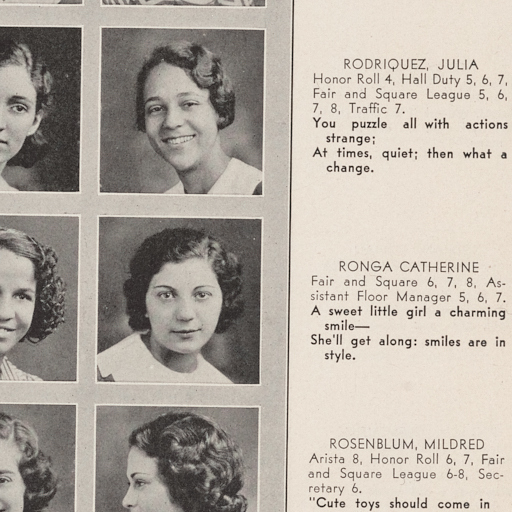 RODRIQUEZ, JULIA
Honor Roll 4, Hall Duty 5, 6, 7,
Fair and Square League 5, 6,
7, 8, Traffic 7.
You puzzle all with actions
strange;
At times, quiet; then what a
change.
RONGA CATHERINE
Fair and Square 6, 7, 8, As-
sistant Floor Manager 5, 6, 7.
A sweet little girl a charming
smile—
She'll get along: smiles are in
style.
ROSENBLUM, MILDRED
Arista 8, Honor Roll 6, 7, Fair
and Square League 6-8, Sec-
retary 6.
"Cute toys should come in